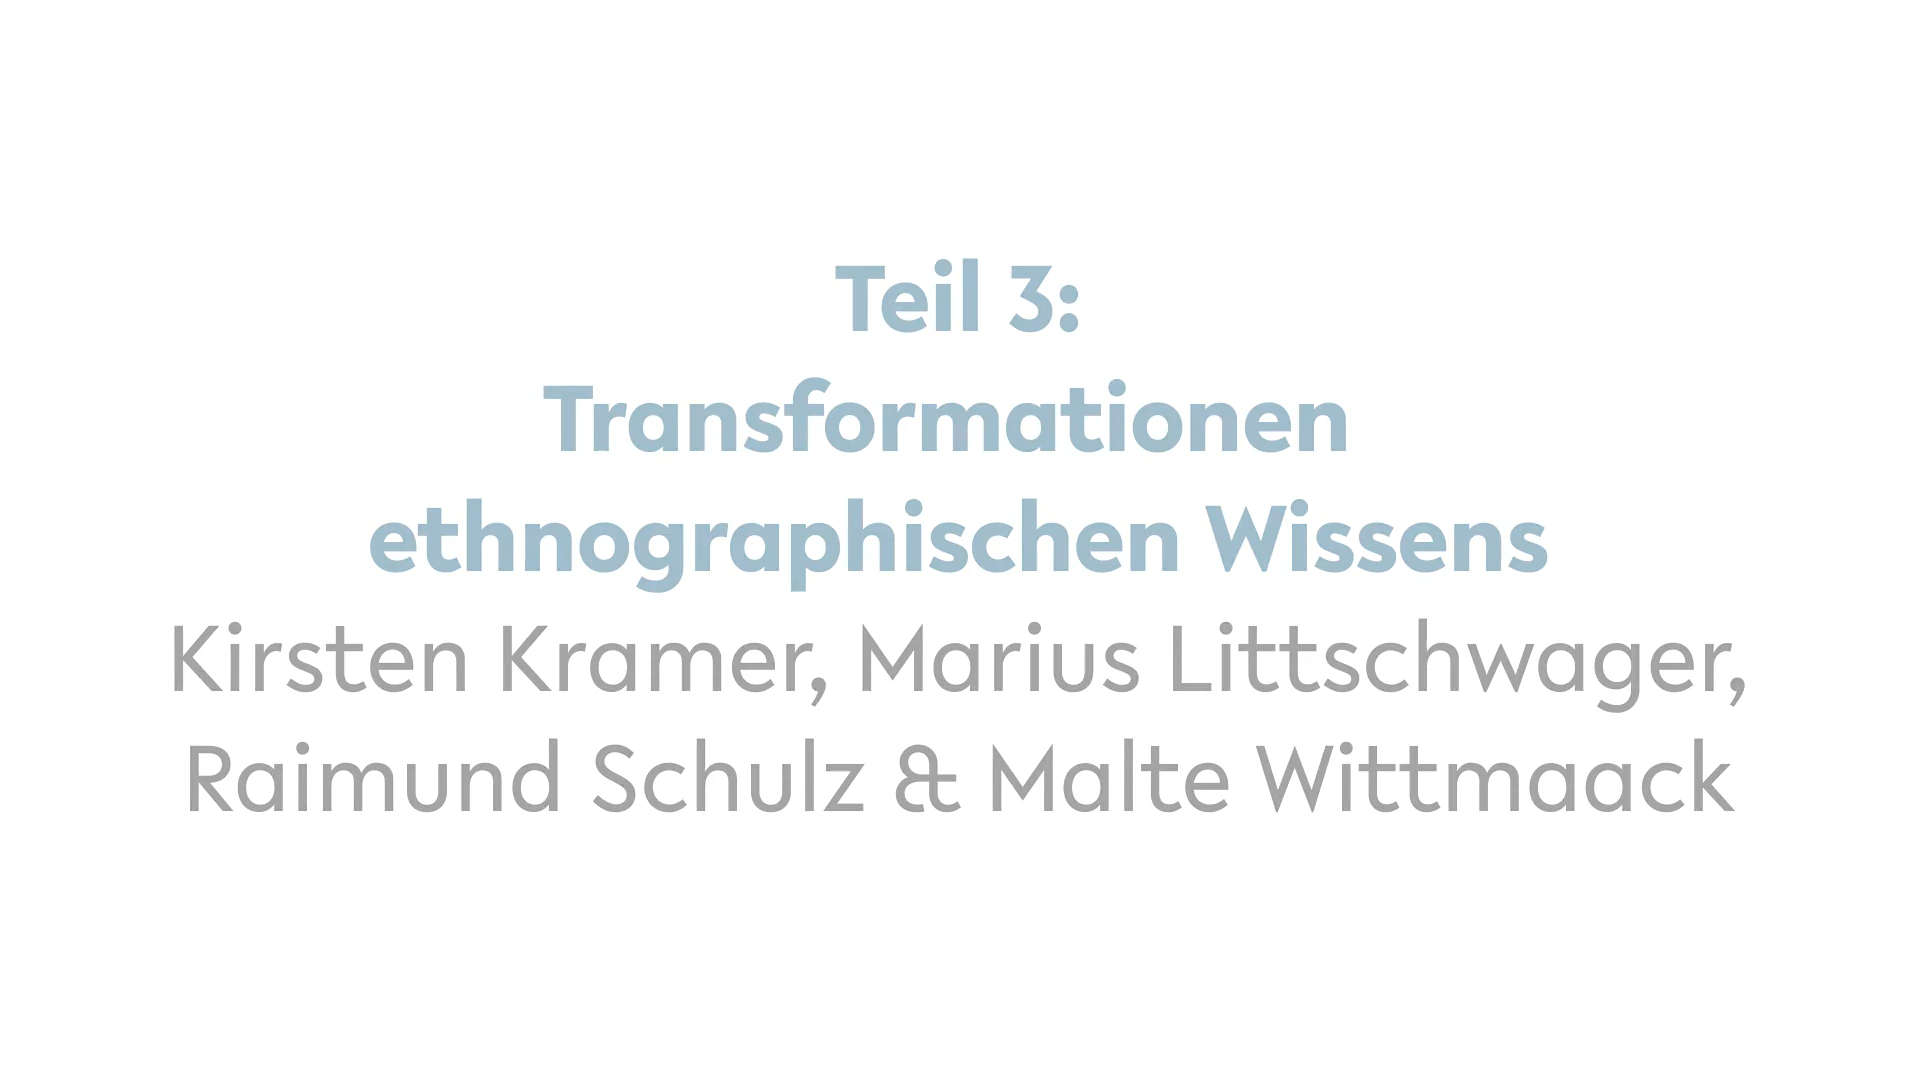 Teil 3:
Transformationen
ethnographischen Wissens
Kirsten Kramer, Marius Littschwager,
Raimund Schulz & Malte Wittmaack